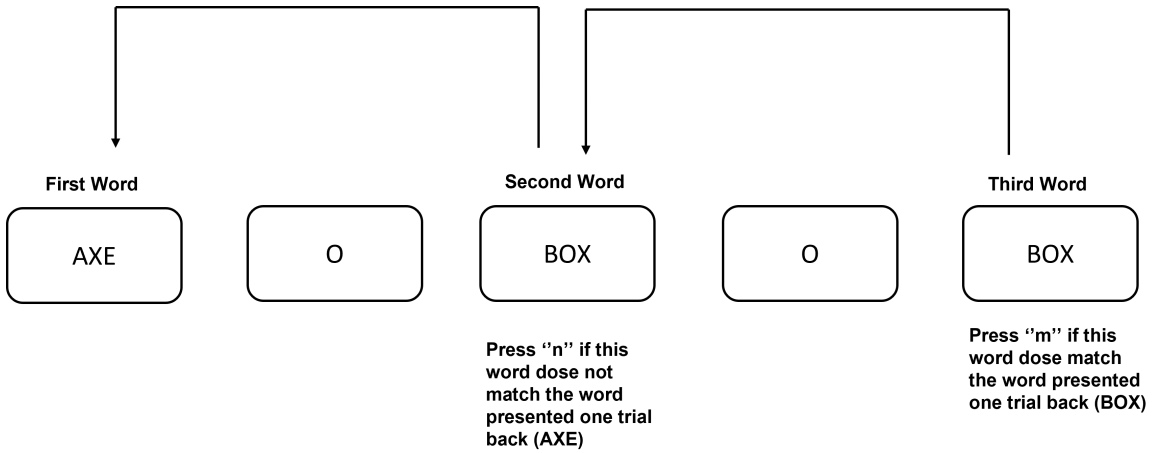 First Word
Second Word
Third Word
AXE
O
BOX
O
BOX
Press ‘’n’’ if this
word dose not
match the word
presented one trial
back (AXE)
Press ‘’m’’ if this
word dose match
the word presented
one trial back (BOX)